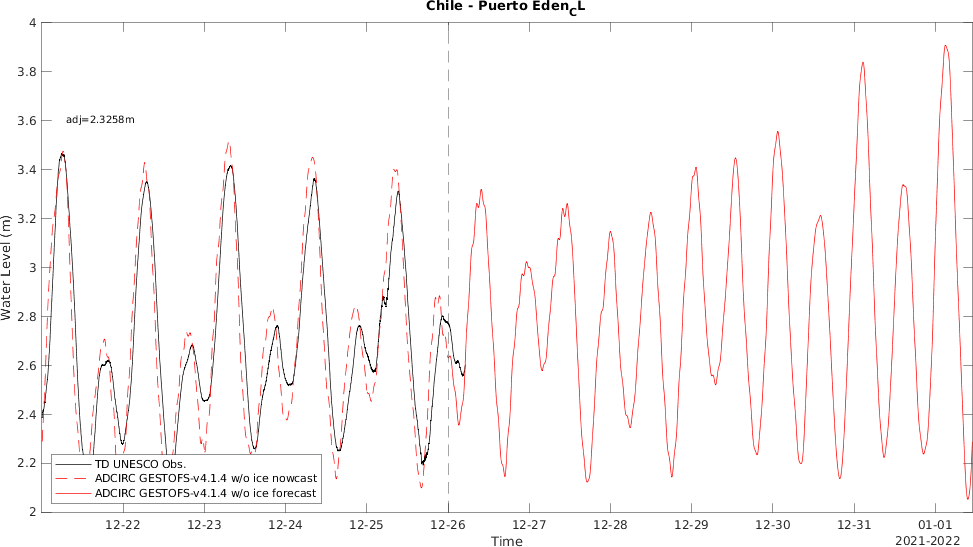 Chile - Puerto Eden_CL
4
3.8
3.6
3.4
3.2
3
2.8
2.6
2.4
2.2
2
Water Level (m)
adj=2.3258m
TD UNESCO Obs.
ADCIRC GESTOFS-v4.1.4 w/o ice nowcast
ADCIRC GESTOFS-v4.1.4 w/o ice forecast
12-22 12-23 12-24 12-25 12-26 12-27 12-28 12-29 12-30 12-31 01-01
Time
2021-2022